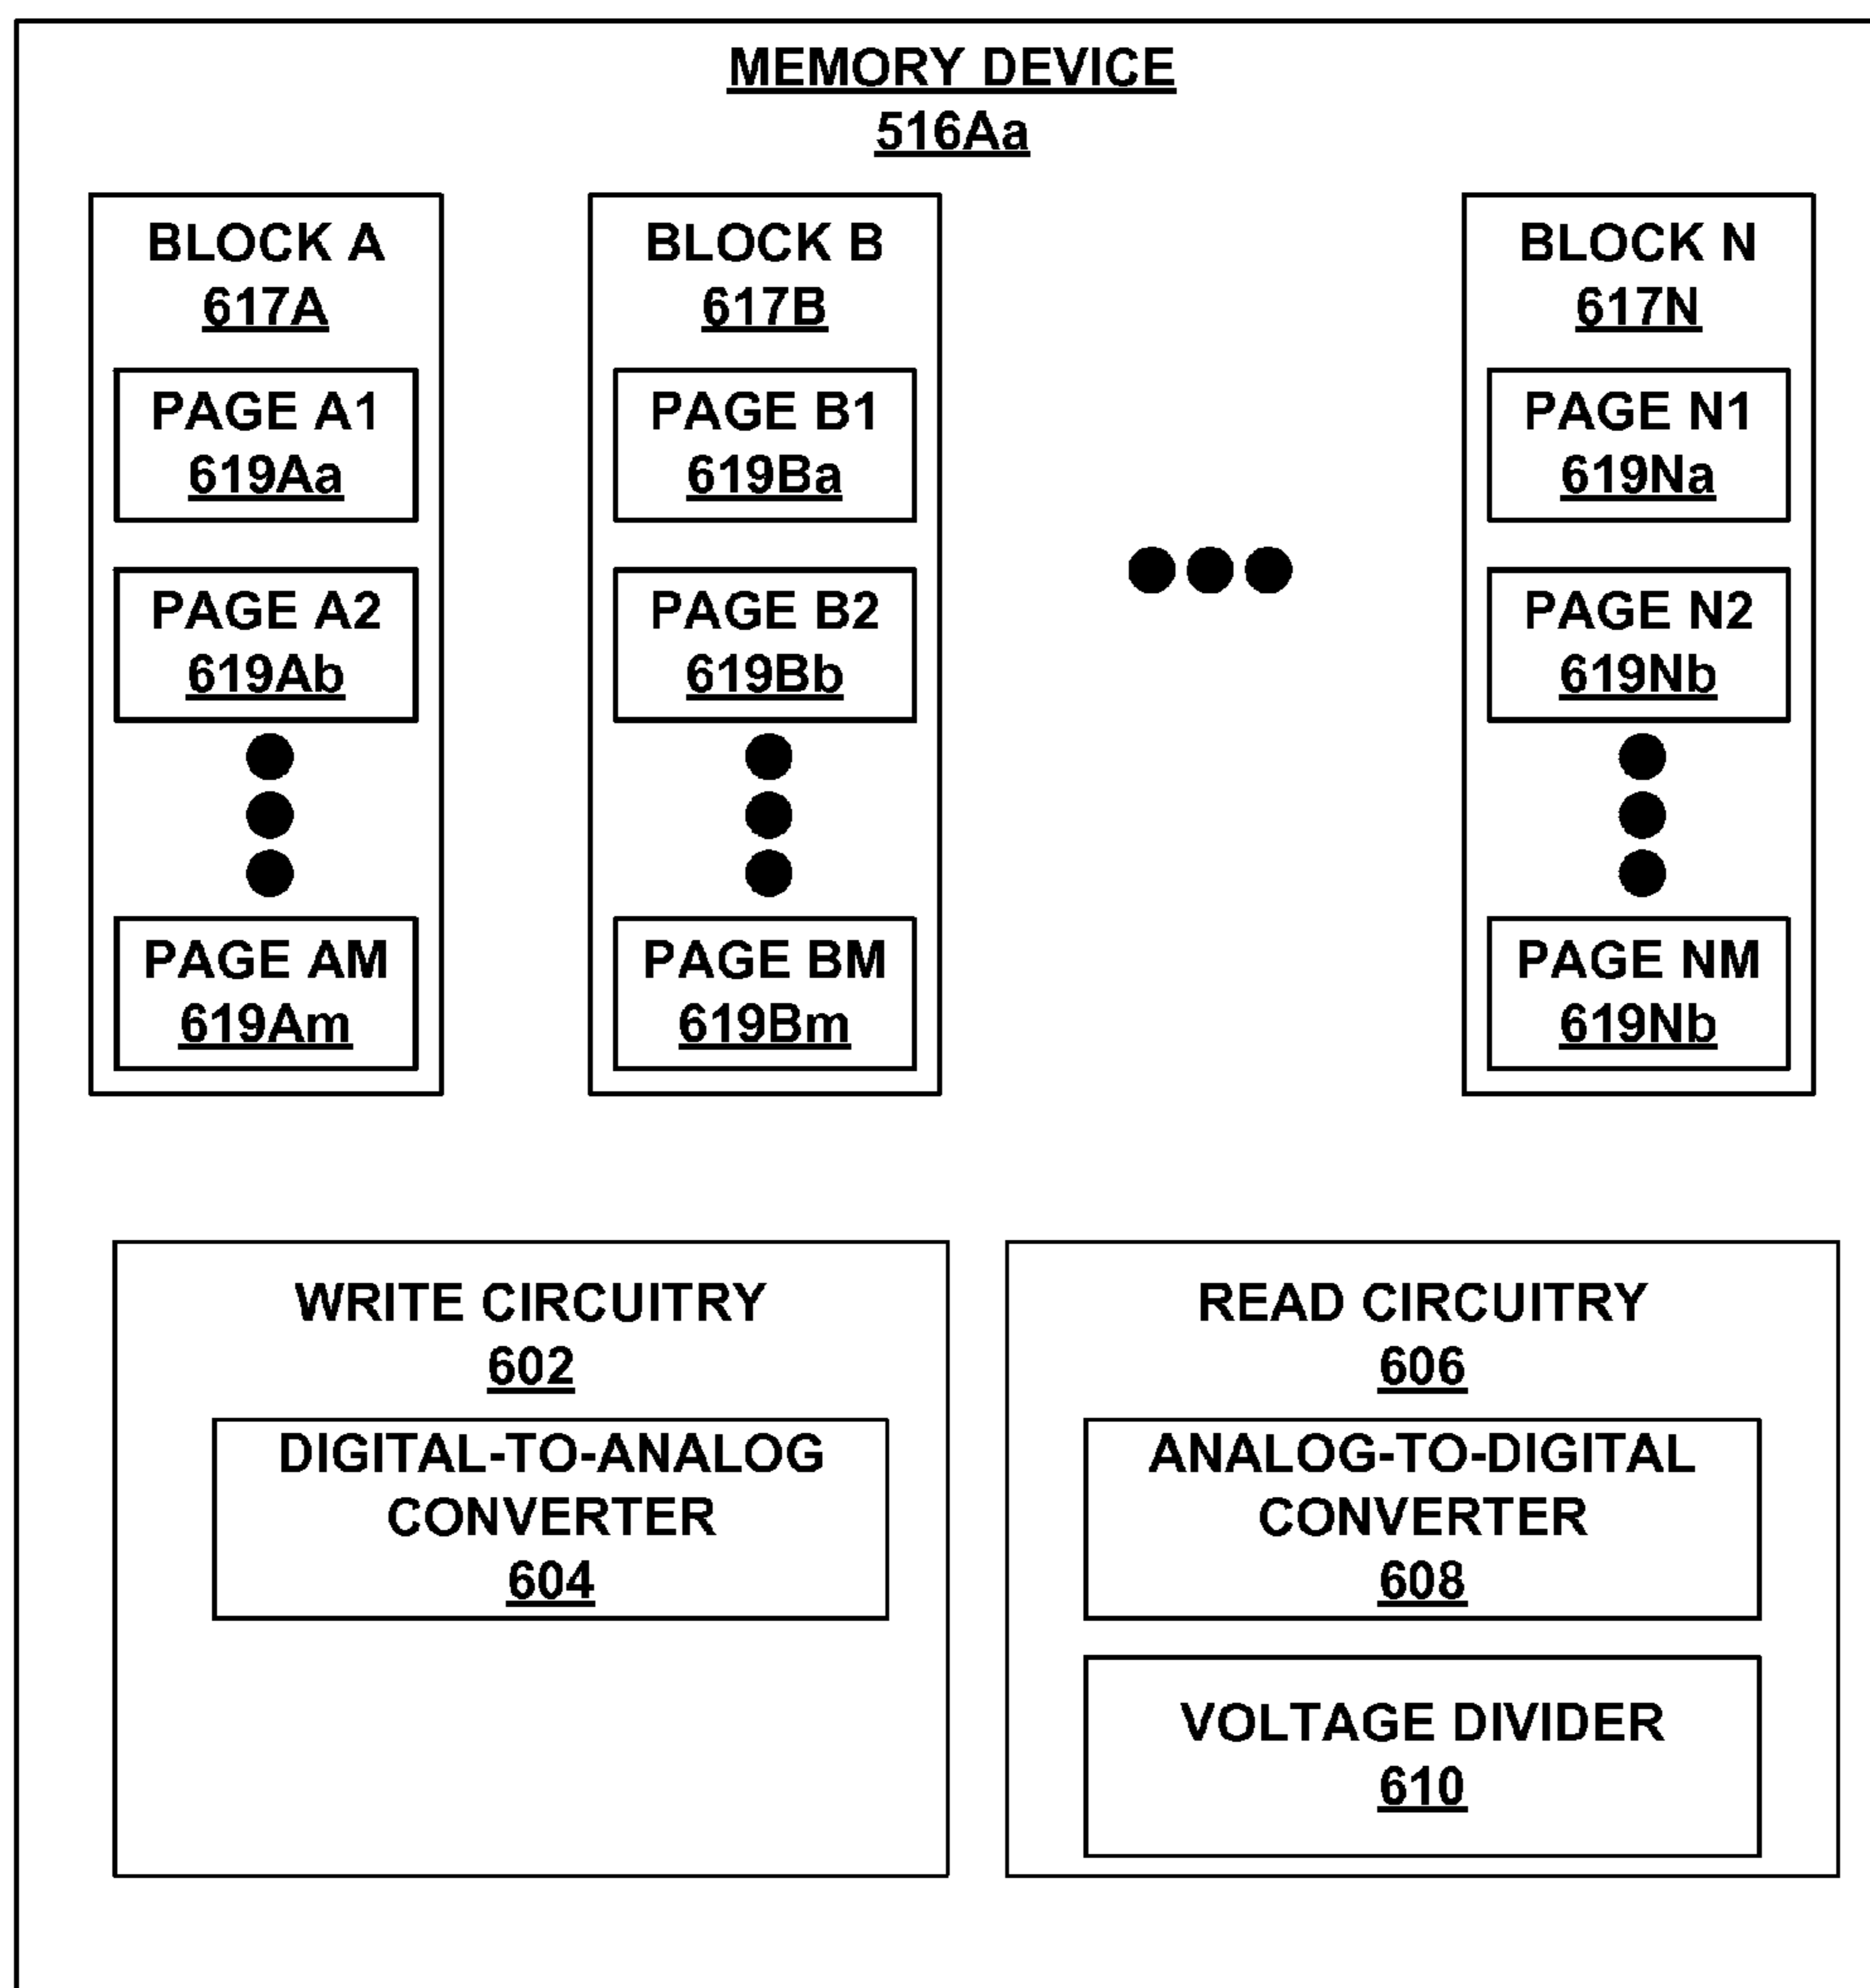 MEMORY DEVICE
516Aa
BLOCK A
617A
PAGE A1
619Aa
PAGE A2
619Ab
PAGE AM
619Am
BLOCK B
617B
PAGE B1
619Ba
PAGE B2
619Bb
PAGE BM
619Bm
BLOCK N
617N
PAGE N1
619Na
PAGE N2
619Nb
PAGE NM
619Nb
WRITE CIRCUITRY
602
DIGITAL-TO-ANALOG
CONVERTER
604
READ CIRCUITRY
606
ANALOG-TO-DIGITAL
CONVERTER
608
VOLTAGE DIVIDER
610